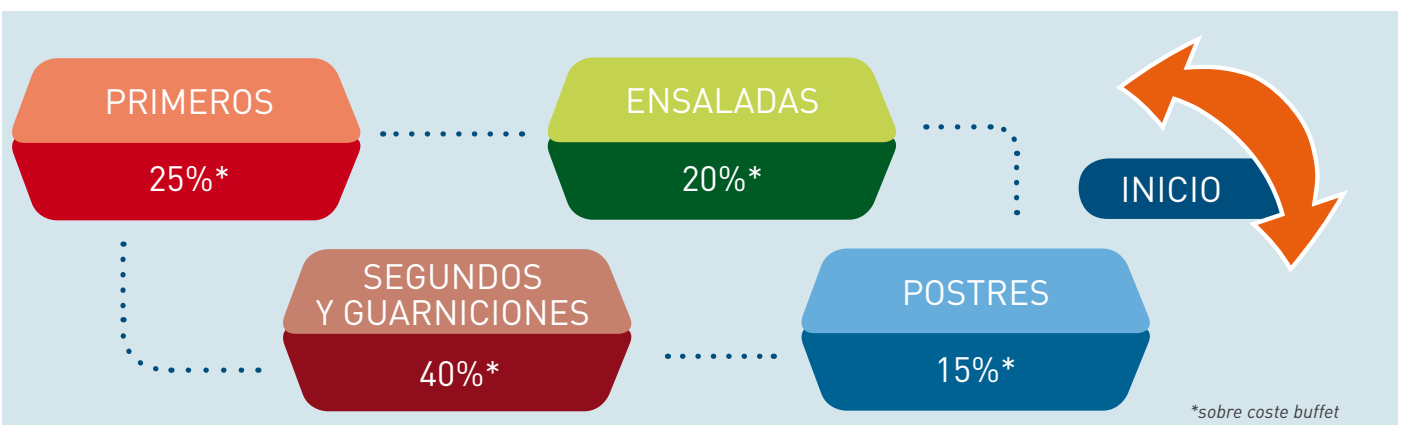 PRIMEROS
25%*
ENSALADAS
20%*
INICIO
SEGUNDOS
Y GUARNICIONES
40%*
POSTRES
15%*
*sobre coste buffet